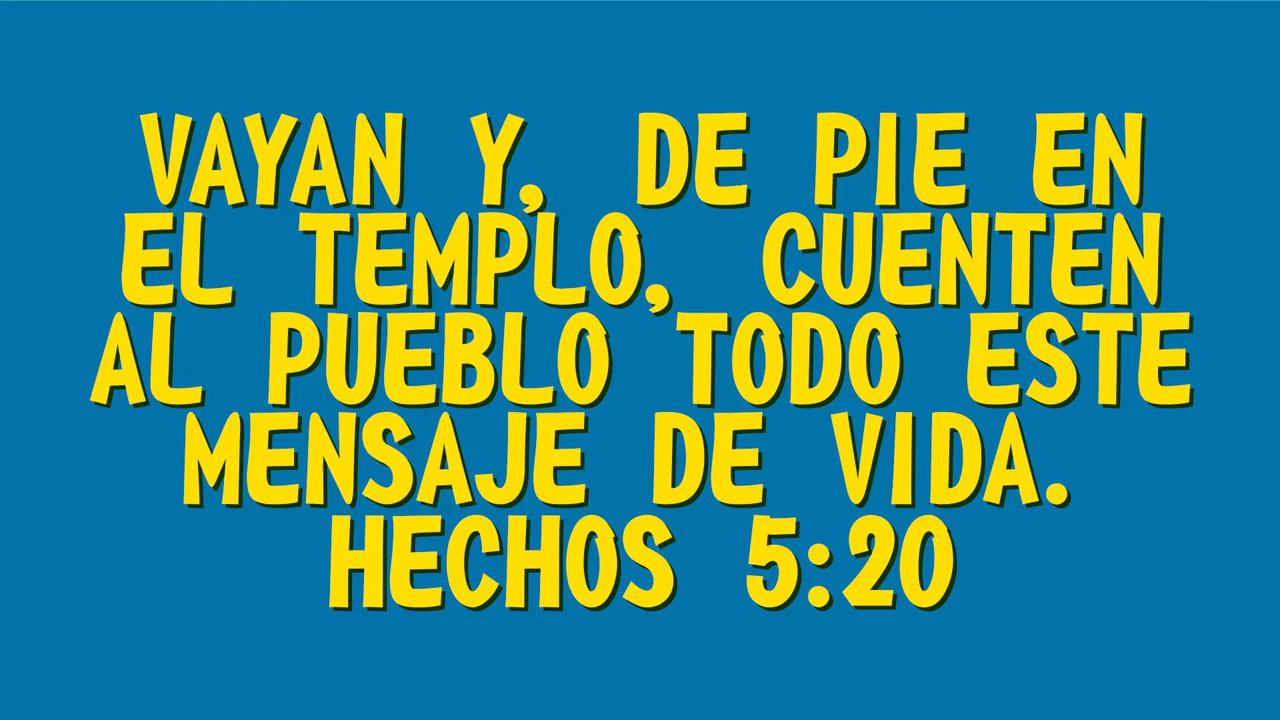 VAYAN Y, DE PIE EN
EL TEMPLO, CUENTEN
AL PUEBLO TODO ESTE
MENSAJE DE VIDA.
HECHOS 5:20